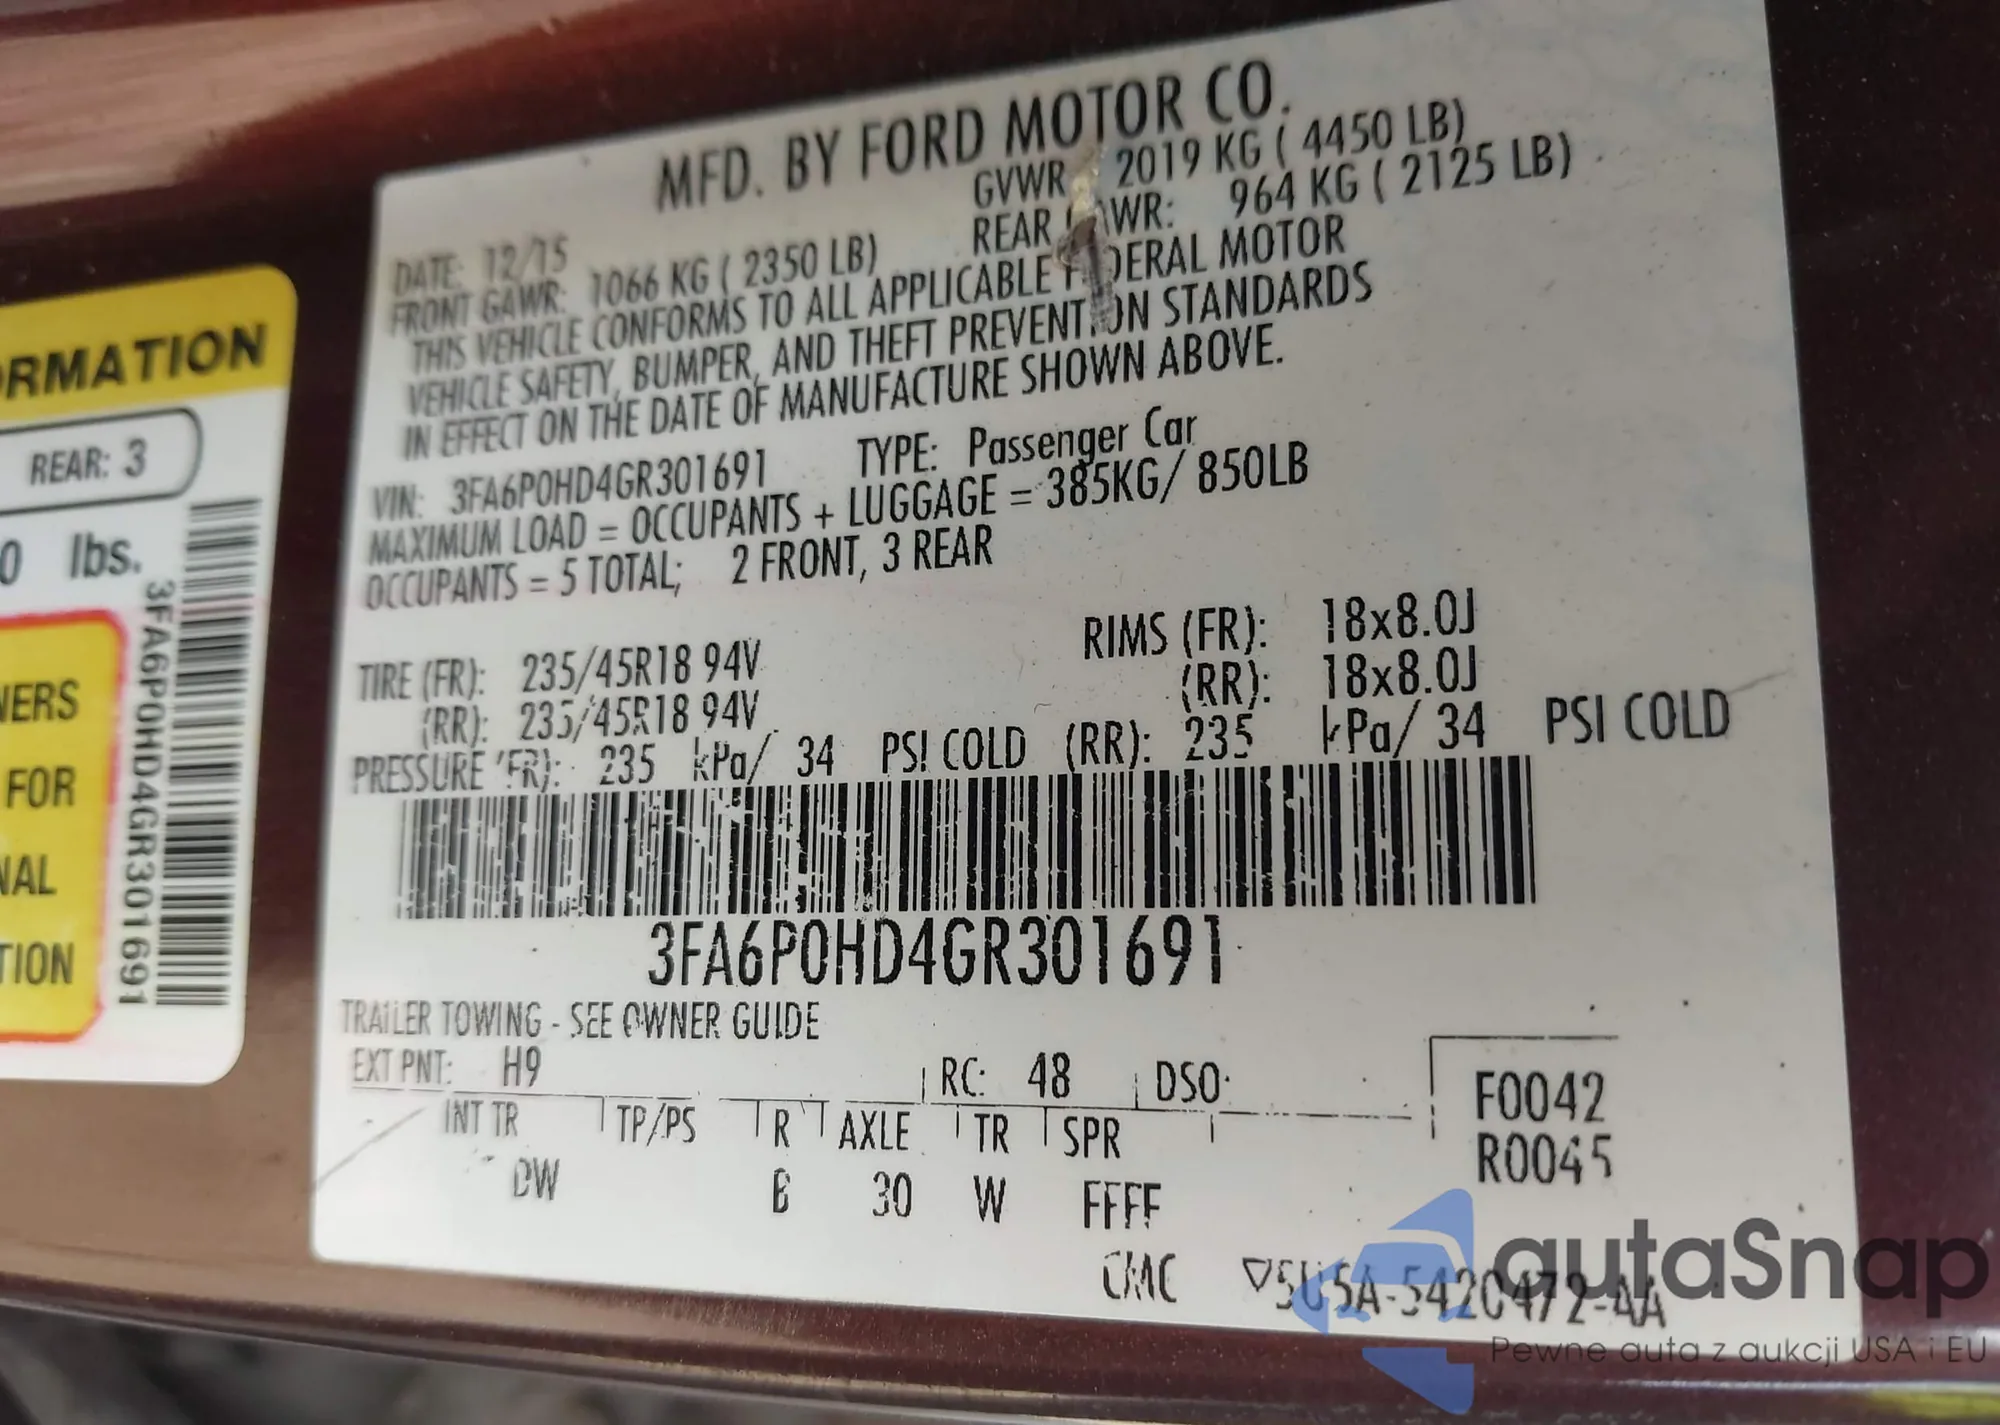 ORMATION
REAR: 3
0 lbs.
3FA6P0HD4GR301691
NERS
FOR
NAL
TION
MFD. BY FORD MOTOR CO.
DATE: 12/15 GVWR 2019 KG ( 4450 LB)
FRONT GAWR: 1066 KG ( 2350 LB) REAR GAWR: 964 KG ( 2125 LB)
THIS VEHICLE CONFORMS TO ALL APPLICABLE FEDERAL MOTOR
VEHICLE SAFETY, BUMPER, AND THEFT PREVENTION STANDARDS
IN EFFECT ON THE DATE OF MANUFACTURE SHOWN ABOVE.
VIN: 3FA6P0HD4GR301691 TYPE: Passenger Car
MAXIMUM LOAD = OCCUPANTS + LUGGAGE = 385KG/ 850LB
OCCUPANTS = 5 TOTAL; 2 FRONT, 3 REAR
TIRE (FR): 235/45R18 94V RIMS (FR): 18x8.0J
(RR): 235/45R18 94V (RR): 18x8.0J
PRESSURE (FR): 235 kPa/ 34 PSI COLD (RR): 235 kPa/ 34 PSI COLD
3FA6P0HD4GR301691
TRAILER TOWING - SEE OWNER GUIDE
EXT PNT: H9 RC: 48 DSO:
F0042
R0045
INT TR TP/PS R AXLE TR SPR
DW B 30 W FFFF
CMC ▽5U5A-5420472-AA
autaSnap
Pewne auta z aukcji USA i EU